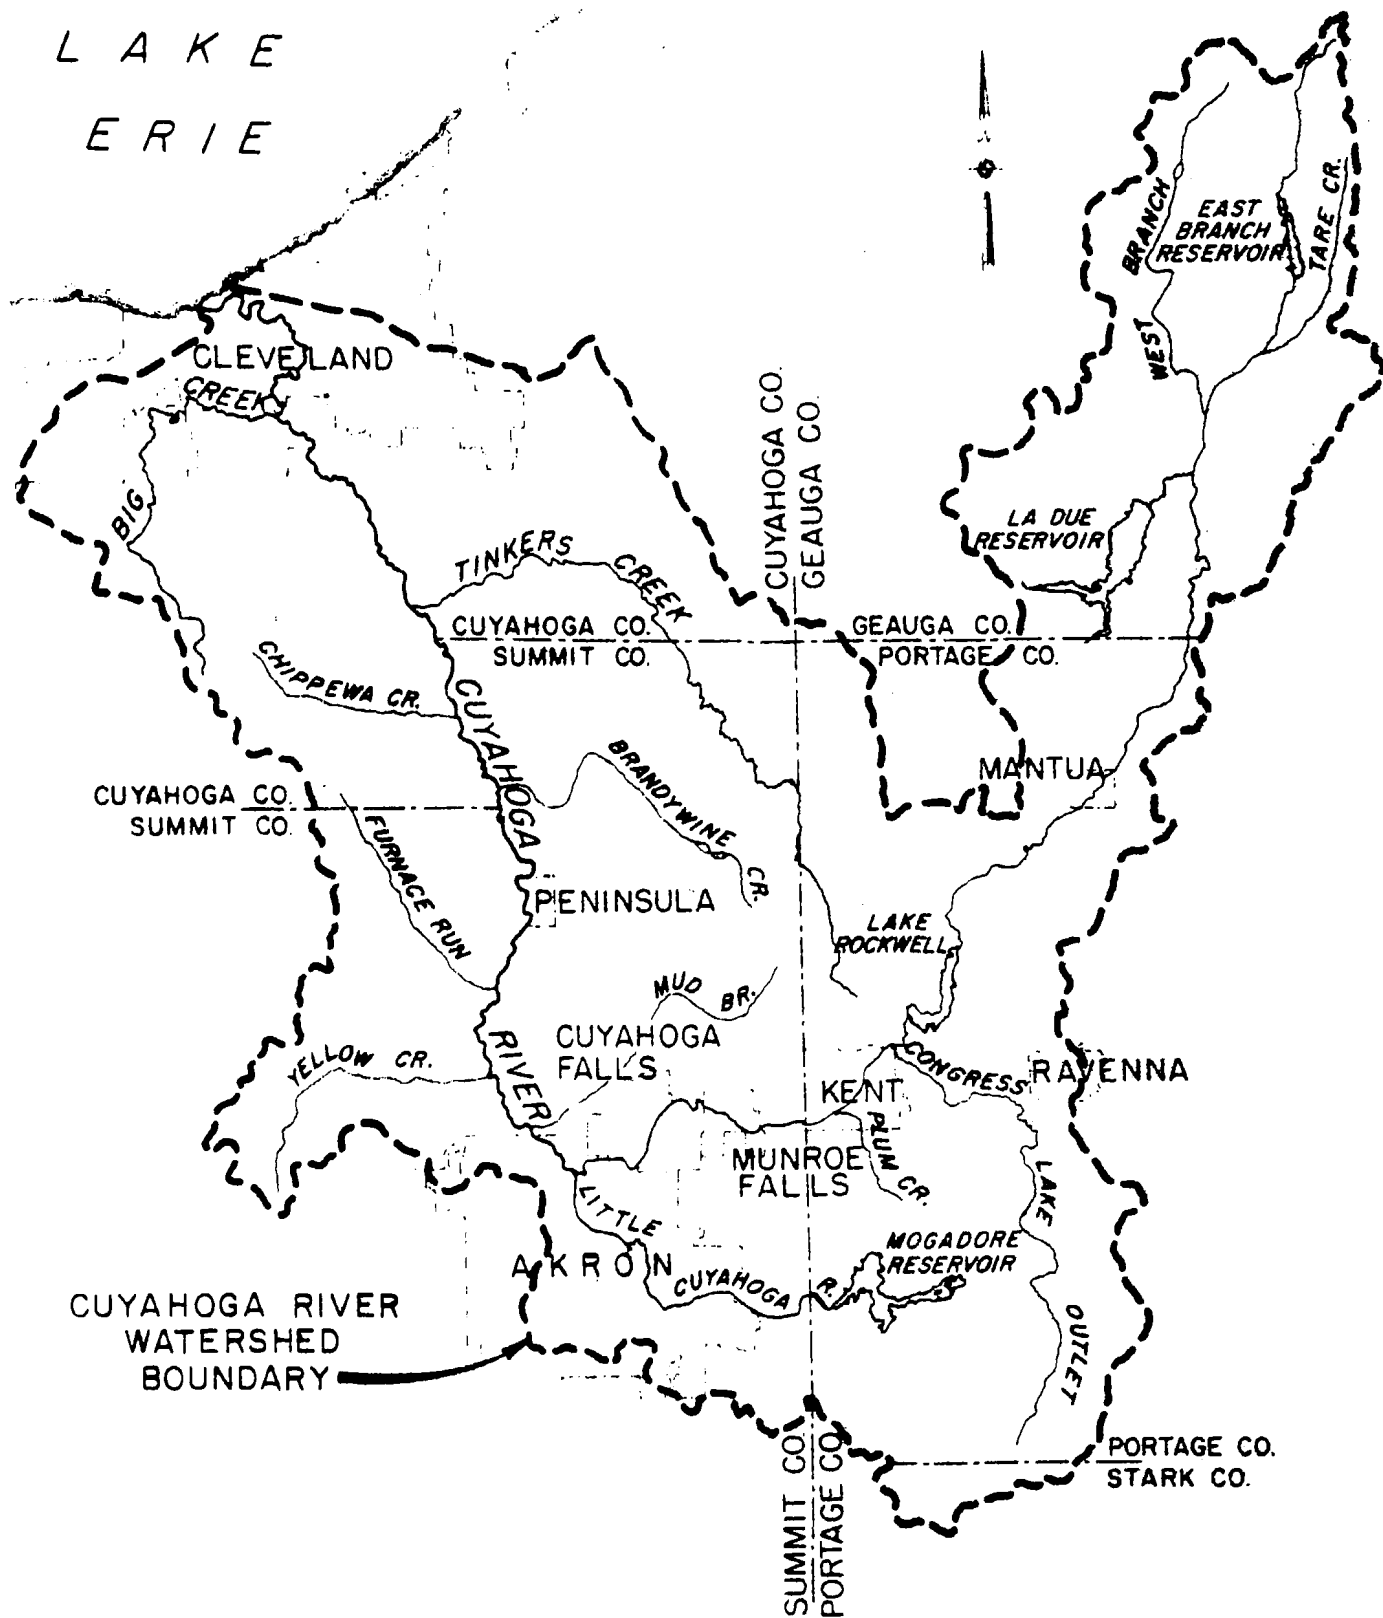 LAKE
ERIE
CLEVELAND
BIG
CREEK
WEST
BRANCH
EAST
BRANCH
RESERVOIR
TARE CR.
CUYAHOGA CO.
GEAUGA CO.
LA DUE
RESERVOIR
TINKERS CREEK
CUYAHOGA CO.
SUMMIT CO.
GEAUGA CO.
PORTAGE CO.
CHIPPEWA CR.
CUYAHOGA
RIVER
MANTUA
BRANDYWINE CR.
CUYAHOGA CO.
SUMMIT CO.
FURNACE RUN
PENINSULA
LAKE
ROCKWELL
MUD BR.
CUYAHOGA
FALLS
YELLOW CR.
KENT
CONGRESS
LAKE
OUTLET
RAVENNA
PLUM CR.
MUNROE
FALLS
LITTLE
CUYAHOGA R.
AKRON
MOGADORE
RESERVOIR
CUYAHOGA RIVER
WATERSHED
BOUNDARY
PORTAGE CO.
STARK CO.
SUMMIT CO.
PORTAGE CO.